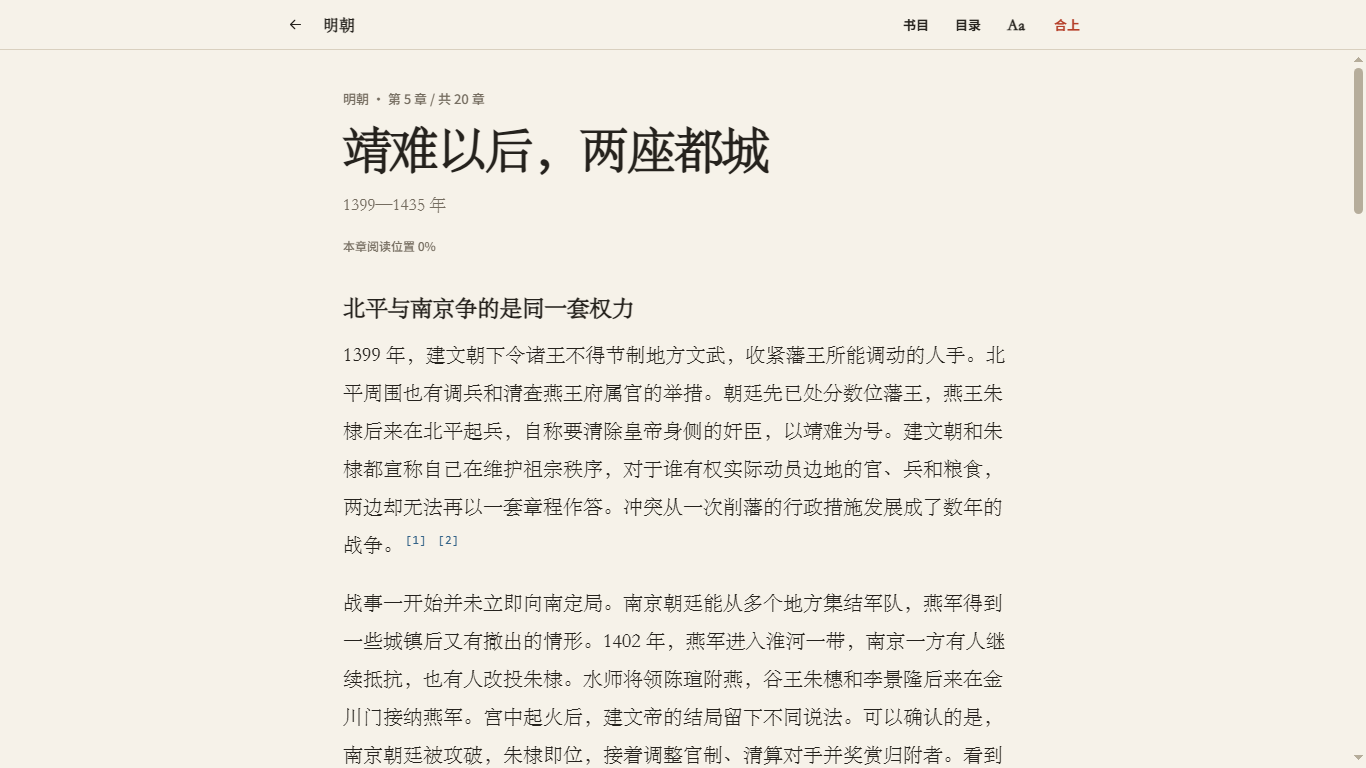 ← 明朝 书目 目录 Aa 合上
明朝 · 第 5 章 / 共 20 章
靖难以后，两座都城
1399—1435 年
本章阅读位置 0%
北平与南京争的是同一套权力
1399 年，建文朝下令诸王不得节制地方文武，收紧藩王所能调动的人手。北
平周围也有调兵和清查燕王府属官的举措。朝廷先已处分数位藩王，燕王朱
棣后来在北平起兵，自称要清除皇帝身侧的奸臣，以靖难为号。建文朝和朱
棣都宣称自己在维护祖宗秩序，对于谁有权实际动员边地的官、兵和粮食，
两边却无法再以一套章程作答。冲突从一次削藩的行政措施发展成了数年的
战争。[1] [2]
战事一开始并未立即向南定局。南京朝廷能从多个地方集结军队，燕军得到
一些城镇后又有撤出的情形。1402 年，燕军进入淮河一带，南京一方有人继
续抵抗，也有人改投朱棣。水师将领陈瑄附燕，谷王朱橞和李景隆后来在金
川门接纳燕军。宫中起火后，建文帝的结局留下不同说法。可以确认的是，
南京朝廷被攻破，朱棣即位，接着调整官制、清算对手并奖赏归附者。看到